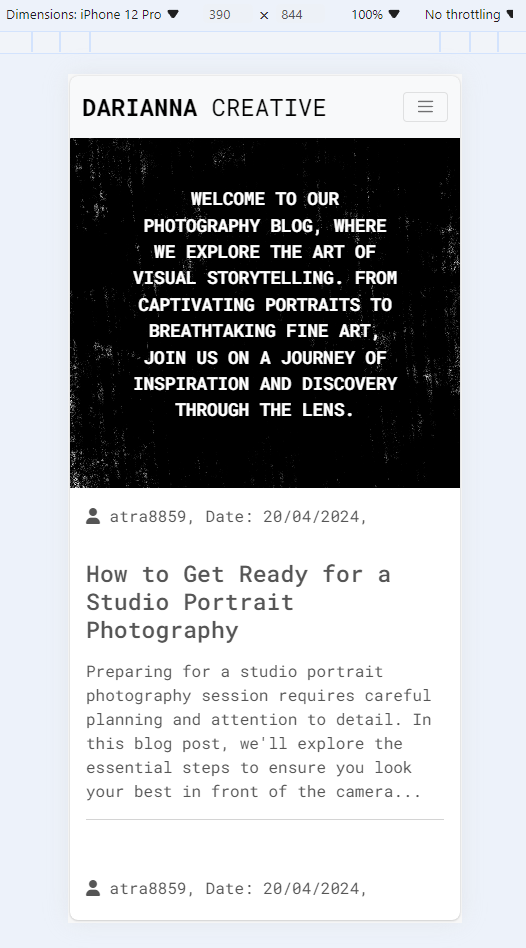 Dimensions: iPhone 12 Pro 390 × 844 100% No throttling
DARIANNA CREATIVE
WELCOME TO OUR
PHOTOGRAPHY BLOG, WHERE
WE EXPLORE THE ART OF
VISUAL STORYTELLING. FROM
CAPTIVATING PORTRAITS TO
BREATHTAKING FINE ART,
JOIN US ON A JOURNEY OF
INSPIRATION AND DISCOVERY
THROUGH THE LENS.
atra8859, Date: 20/04/2024,
How to Get Ready for a
Studio Portrait
Photography
Preparing for a studio portrait
photography session requires careful
planning and attention to detail. In
this blog post, we'll explore the
essential steps to ensure you look
your best in front of the camera...
atra8859, Date: 20/04/2024,